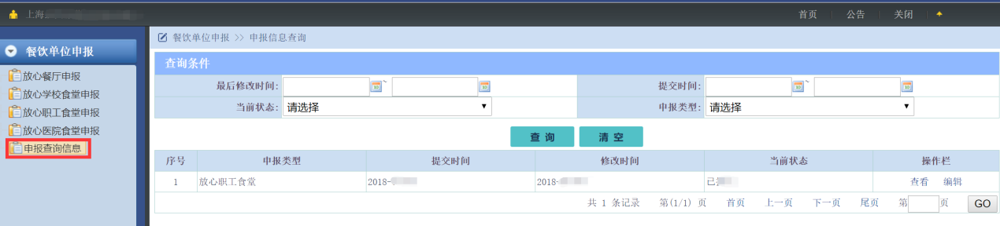 上海
首页 公告 关闭
餐饮单位申报 >> 申报信息查询
餐饮单位申报
放心餐厅申报
放心学校食堂申报
放心职工食堂申报
放心医院食堂申报
申报查询信息
查询条件
最后修改时间: ~ 提交时间: ~
当前状态: 请选择 申报类型: 请选择
查 询 清 空
序号 申报类型 提交时间 修改时间 当前状态 操作栏
1 放心职工食堂 2018- 2018- 已 查看 编辑
共 1 条记录 第(1/1) 页 首页 上一页 下一页 尾页 第 页 GO